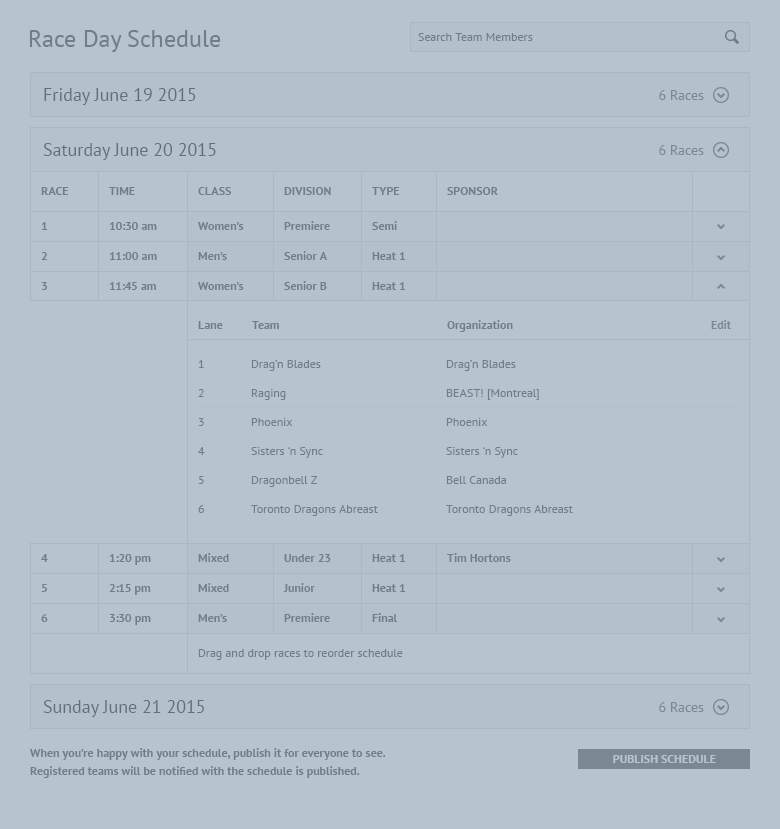 Race Day Schedule
Search Team Members
Friday June 19 2015 6 Races
Saturday June 20 2015 6 Races
RACE TIME CLASS DIVISION TYPE SPONSOR
1 10:30 am Women's Premiere Semi
2 11:00 am Men's Senior A Heat 1
3 11:45 am Women's Senior B Heat 1
Lane Team Organization Edit
1 Drag'n Blades Drag'n Blades
2 Raging BEAST! [Montreal]
3 Phoenix Phoenix
4 Sisters 'n Sync Sisters 'n Sync
5 Dragonbell Z Bell Canada
6 Toronto Dragons Abreast Toronto Dragons Abreast
4 1:20 pm Mixed Under 23 Heat 1 Tim Hortons
5 2:15 pm Mixed Junior Heat 1
6 3:30 pm Men's Premiere Final
Drag and drop races to reorder schedule
Sunday June 21 2015 6 Races
When you're happy with your schedule, publish it for everyone to see.
Registered teams will be notified with the schedule is published.
PUBLISH SCHEDULE